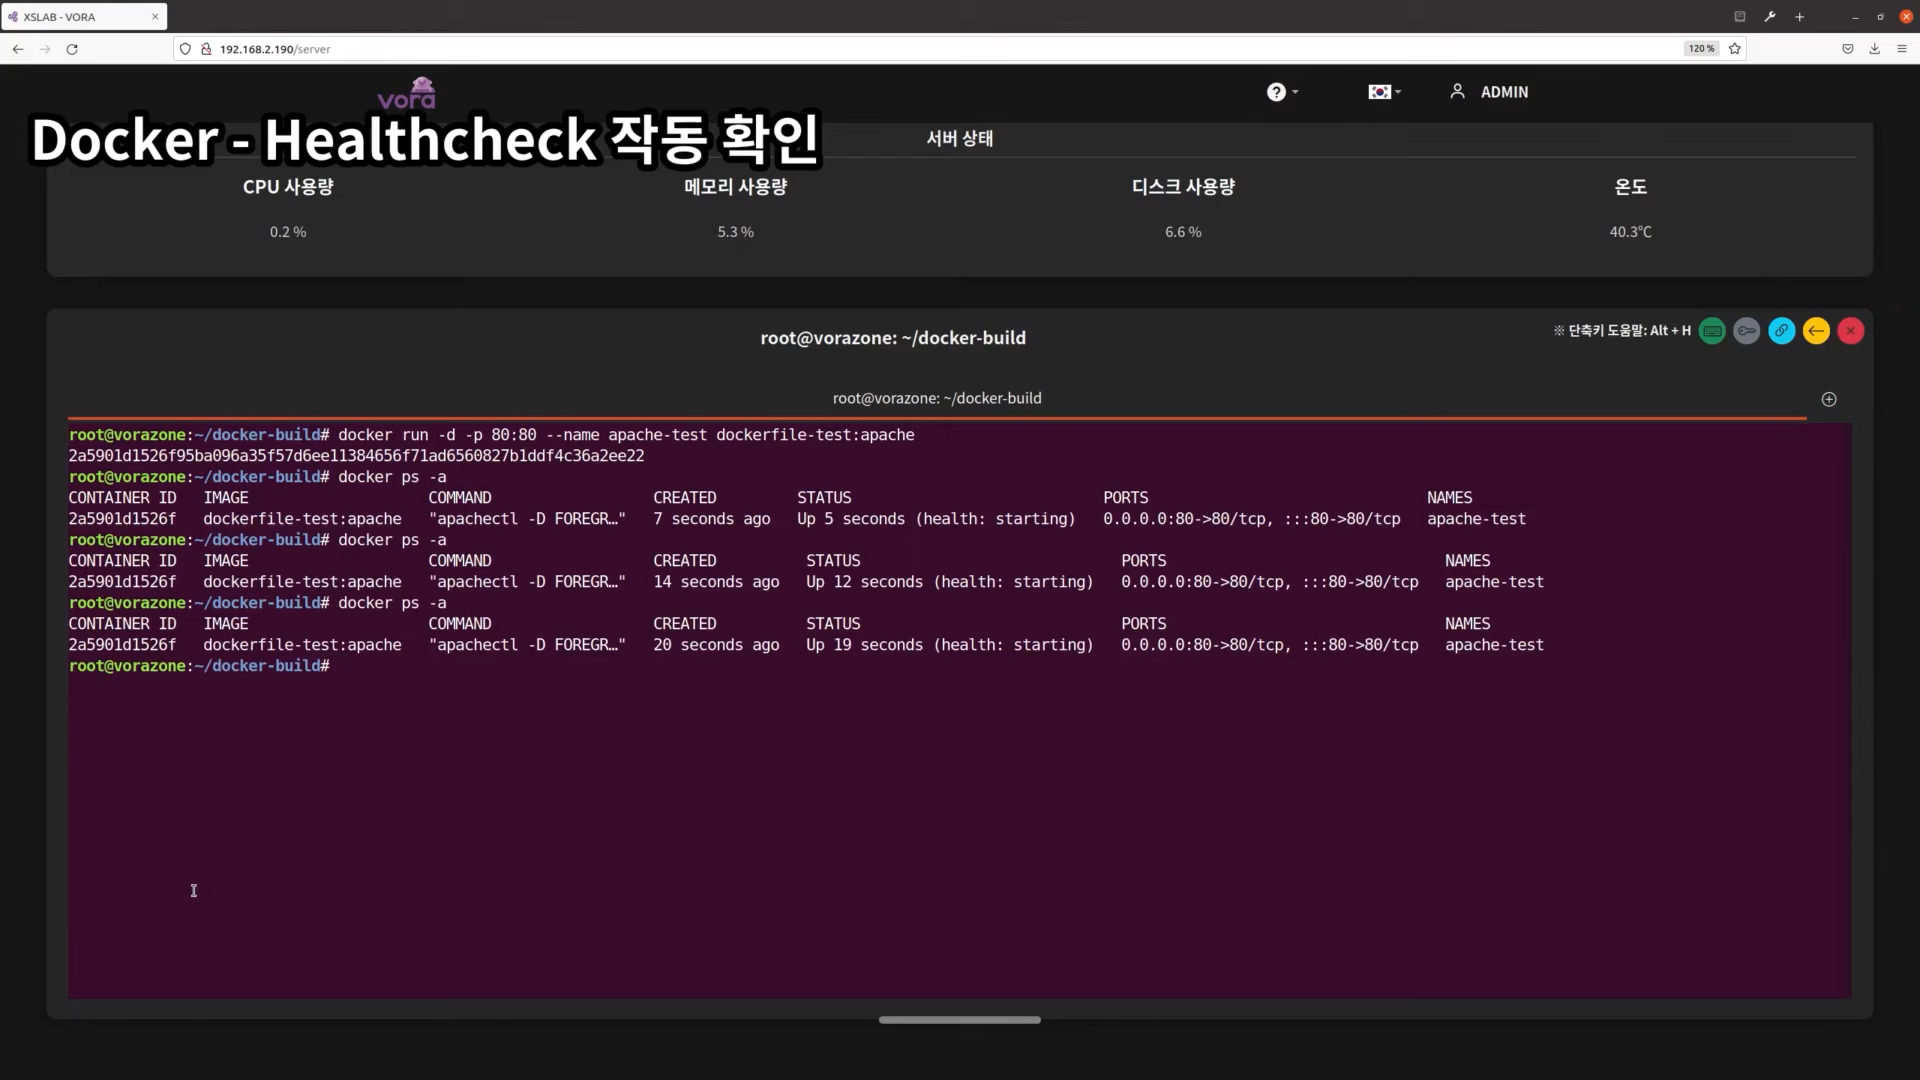 XSLAB - VORA
192.168.2.190/server
120 %
vora
ADMIN
Docker - Healthcheck 작동 확인
서버 상태
CPU 사용량
메모리 사용량
디스크 사용량
온도
0.2 %
5.3 %
6.6 %
40.3℃
root@vorazone: ~/docker-build
※ 단축키 도움말: Alt + H
root@vorazone: ~/docker-build
root@vorazone:~/docker-build# docker run -d -p 80:80 --name apache-test dockerfile-test:apache
2a5901d1526f95ba096a35f57d6ee11384656f71ad6560827b1ddf4c36a2ee22
root@vorazone:~/docker-build# docker ps -a
CONTAINER ID IMAGE COMMAND CREATED STATUS PORTS NAMES
2a5901d1526f dockerfile-test:apache "apachectl -D FOREGR…" 7 seconds ago Up 5 seconds (health: starting) 0.0.0.0:80->80/tcp, :::80->80/tcp apache-test
root@vorazone:~/docker-build# docker ps -a
CONTAINER ID IMAGE COMMAND CREATED STATUS PORTS NAMES
2a5901d1526f dockerfile-test:apache "apachectl -D FOREGR…" 14 seconds ago Up 12 seconds (health: starting) 0.0.0.0:80->80/tcp, :::80->80/tcp apache-test
root@vorazone:~/docker-build# docker ps -a
CONTAINER ID IMAGE COMMAND CREATED STATUS PORTS NAMES
2a5901d1526f dockerfile-test:apache "apachectl -D FOREGR…" 20 seconds ago Up 19 seconds (health: starting) 0.0.0.0:80->80/tcp, :::80->80/tcp apache-test
root@vorazone:~/docker-build#